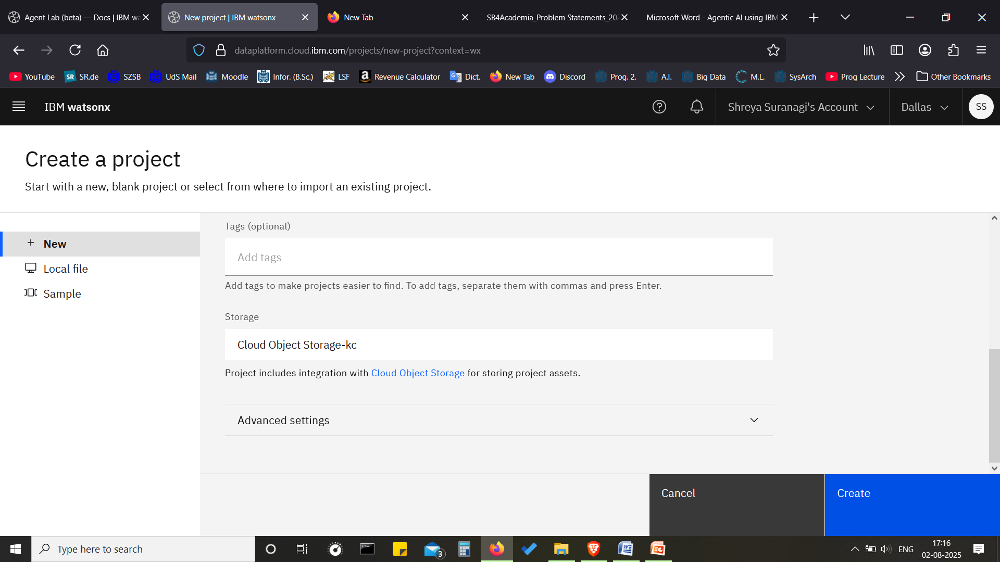 Agent Lab (beta) — Docs | IBM wa
New project | IBM watsonx
New Tab
SB4Academia_Problem Statements_202
Microsoft Word - Agentic AI using IBM
dataplatform.cloud.ibm.com/projects/new-project?context=wx
YouTube
SR.de
SZSB
UdS Mail
Moodle
Infor. (B.Sc.)
LSF
Revenue Calculator
Dict.
New Tab
Discord
Prog. 2.
A.I.
Big Data
M.L.
SysArch
Prog Lecture
Other Bookmarks
IBM watsonx
Shreya Suranagi's Account
Dallas
SS
Create a project
Start with a new, blank project or select from where to import an existing project.
New
Local file
Sample
Tags (optional)
Add tags
Add tags to make projects easier to find. To add tags, separate them with commas and press Enter.
Storage
Cloud Object Storage-kc
Project includes integration with Cloud Object Storage for storing project assets.
Advanced settings
Cancel
Create
Type here to search
3
ENG
17:16
02-08-2025